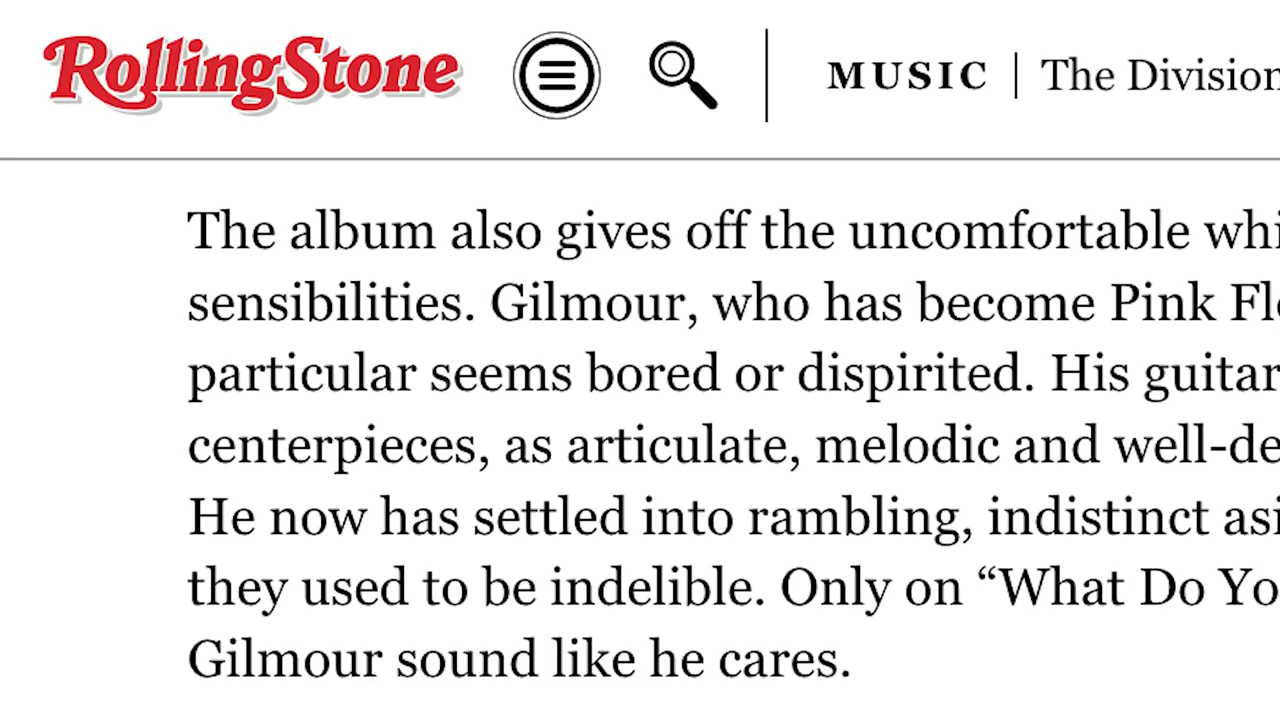 RollingStone
MUSIC | The Division
The album also gives off the uncomfortable whi
sensibilities. Gilmour, who has become Pink Flo
particular seems bored or dispirited. His guitar
centerpieces, as articulate, melodic and well-de
He now has settled into rambling, indistinct asi
they used to be indelible. Only on “What Do Yo
Gilmour sound like he cares.